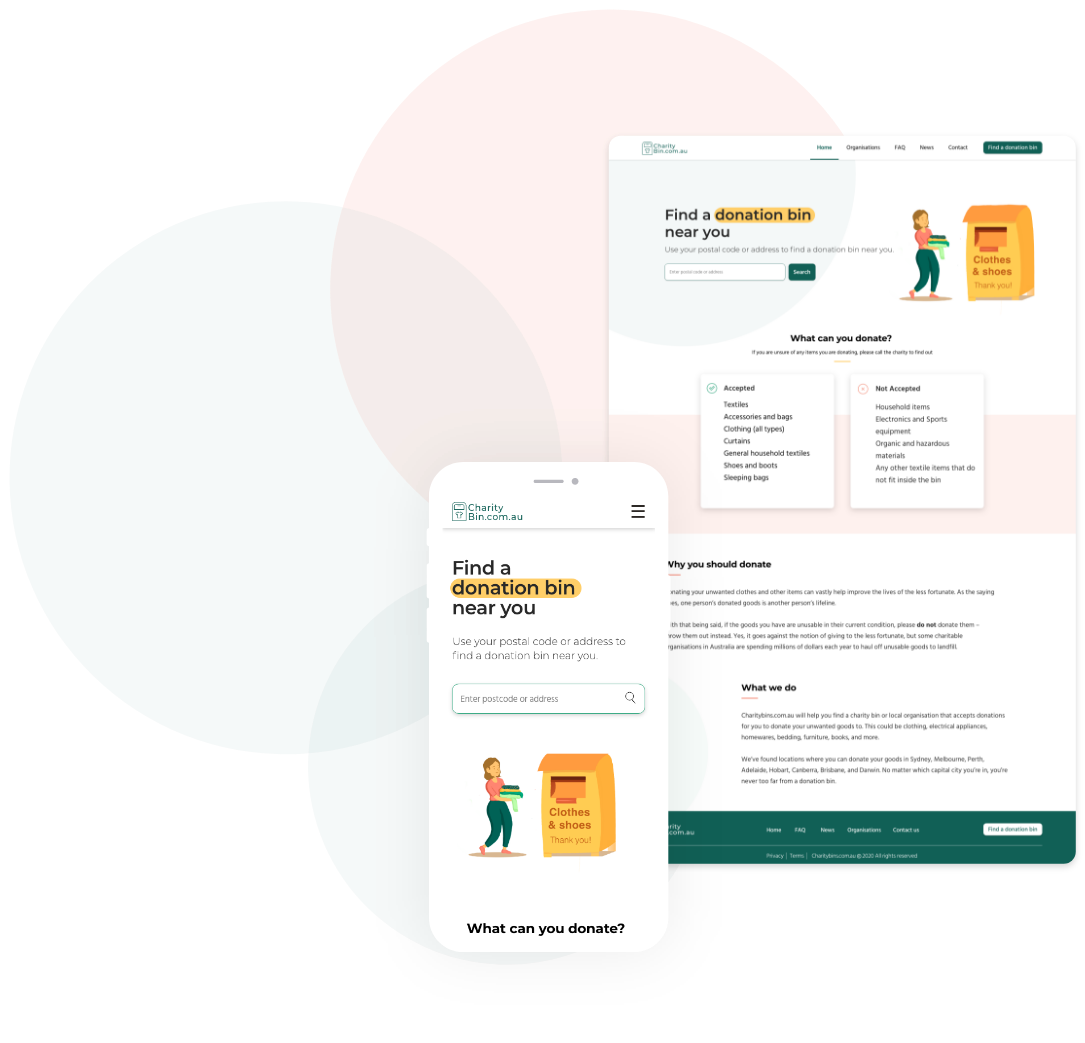 Charity
Bin.com.au
Home Organisations FAQ News Contact Find a donation bin
Find a donation bin
near you
Use your postal code or address to find a donation bin near you.
Enter postal code or address
Search
Clothes
& shoes
Thank you!
What can you donate?
If you are unsure of any items you are donating, please call the charity to find out
Accepted
Textiles
Accessories and bags
Clothing (all types)
Curtains
General household textiles
Shoes and boots
Sleeping bags
Not Accepted
Household items
Electronics and Sports
equipment
Organic and hazardous
materials
Any other textile items that do
not fit inside the bin
Why you should donate
your unwanted clothes and other items can vastly help improve the lives of the less fortunate. As the saying
one person's donated goods is another person's lifeline.
that being said, if the goods you have are unusable in their current condition, please do not donate them –
them out instead. Yes, it goes against the notion of giving to the less fortunate, but some charitable
in Australia are spending millions of dollars each year to haul off unusable goods to landfill.
What we do
Charitybins.com.au will help you find a charity bin or local organisation that accepts donations
for you to donate your unwanted goods to. This could be clothing, electrical appliances,
homewares, bedding, furniture, books, and more.
We've found locations where you can donate your goods in Sydney, Melbourne, Perth,
Adelaide, Hobart, Canberra, Brisbane, and Darwin. No matter which capital city you're in, you're
never too far from a donation bin.
Home FAQ News Organisations Contact us Find a donation bin
Privacy | Terms | Charitybins.com.au @ 2020 All rights reserved
Charity
Bin.com.au
Find a
donation bin
near you
Use your postal code or address to
find a donation bin near you.
Enter postcode or address
Clothes
& shoes
Thank you!
What can you donate?